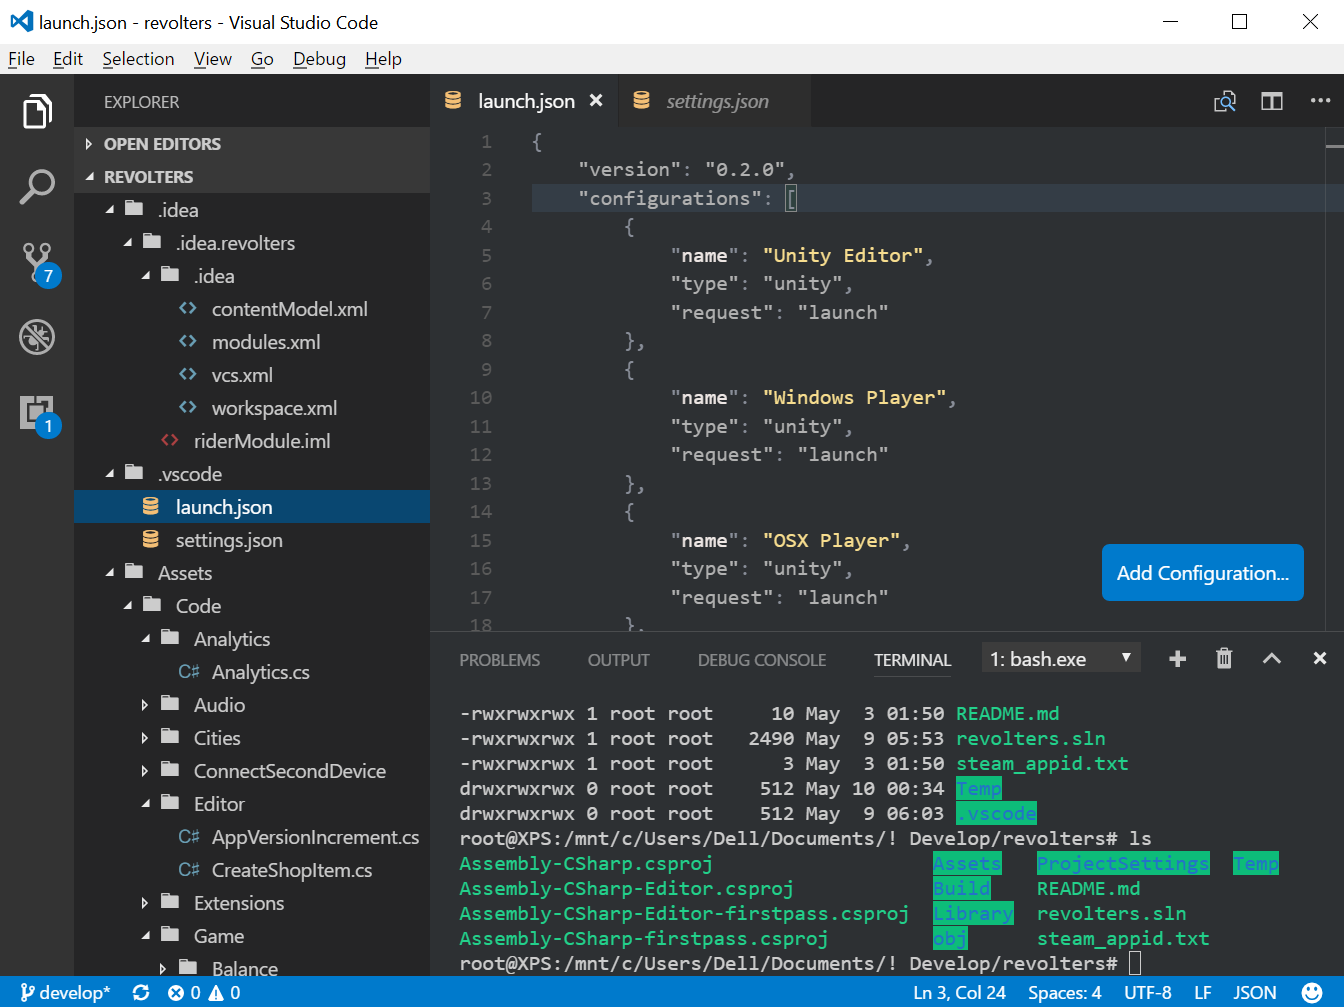 launch.json - revolters - Visual Studio Code
File Edit Selection View Go Debug Help
EXPLORER
OPEN EDITORS
REVOLTERS
.idea
.idea.revolters
.idea
contentModel.xml
modules.xml
vcs.xml
workspace.xml
riderModule.iml
.vscode
launch.json
settings.json
Assets
Code
Analytics
C# Analytics.cs
Audio
Cities
ConnectSecondDevice
Editor
C# AppVersionIncrement.cs
C# CreateShopItem.cs
Extensions
Game
Balance
7
1
launch.json settings.json
1 {
2 "version": "0.2.0",
3 "configurations": [
4 {
5 "name": "Unity Editor",
6 "type": "unity",
7 "request": "launch"
8 },
9 {
10 "name": "Windows Player",
11 "type": "unity",
12 "request": "launch"
13 },
14 {
15 "name": "OSX Player",
16 "type": "unity",
17 "request": "launch"
18 },
Add Configuration...
PROBLEMS OUTPUT DEBUG CONSOLE TERMINAL 1: bash.exe
-rwxrwxrwx 1 root root 10 May 3 01:50 README.md
-rwxrwxrwx 1 root root 2490 May 9 05:53 revolters.sln
-rwxrwxrwx 1 root root 3 May 3 01:50 steam_appid.txt
drwxrwxrwx 0 root root 512 May 10 00:34 Temp
drwxrwxrwx 0 root root 512 May 9 06:03 .vscode
root@XPS:/mnt/c/Users/Dell/Documents/! Develop/revolters# ls
Assembly-CSharp.csproj Assets ProjectSettings Temp
Assembly-CSharp-Editor.csproj Build README.md
Assembly-CSharp-Editor-firstpass.csproj Library revolters.sln
Assembly-CSharp-firstpass.csproj obj steam_appid.txt
root@XPS:/mnt/c/Users/Dell/Documents/! Develop/revolters#
develop* 0 0 Ln 3, Col 24 Spaces: 4 UTF-8 LF JSON